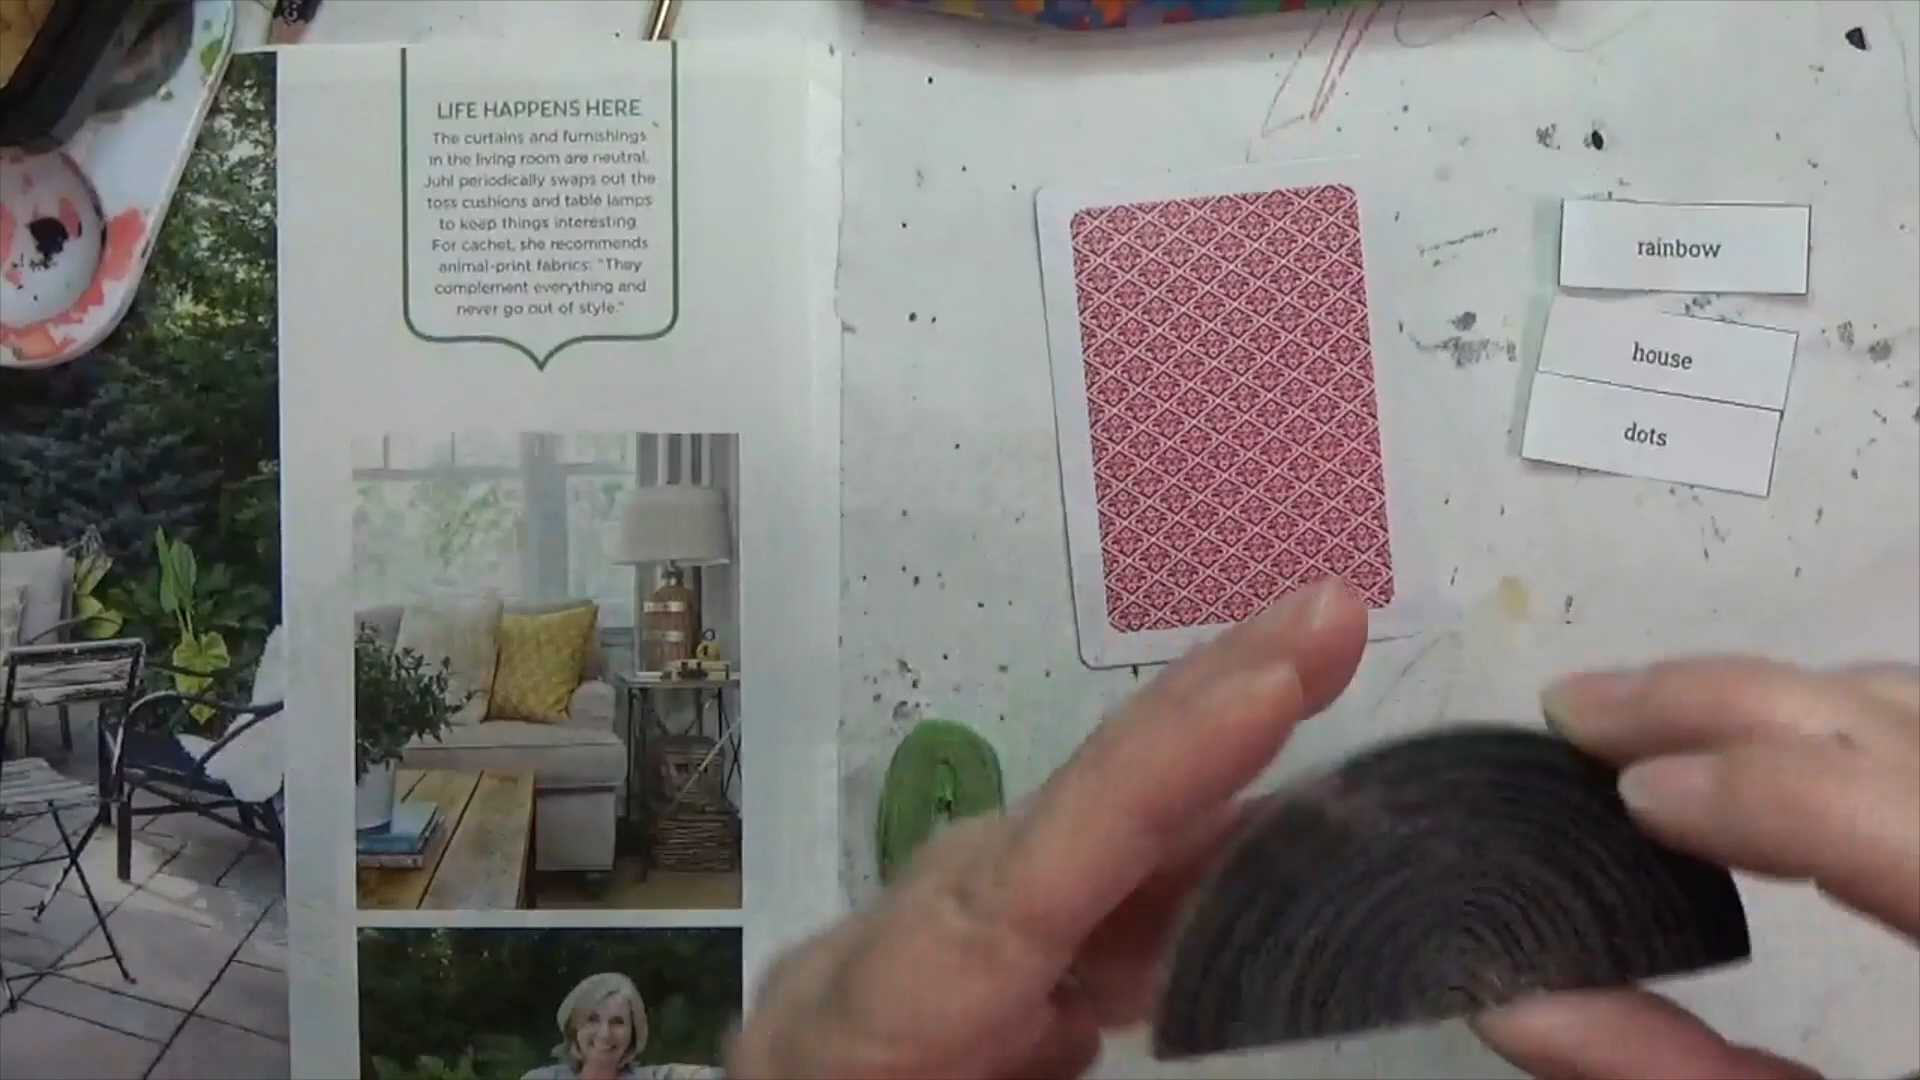 LIFE HAPPENS HERE
The curtains and furnishings
in the living room are neutral.
Juhl periodically swaps out the
toss cushions and table lamps
to keep things interesting.
For cachet, she recommends
animal-print fabrics: "They
complement everything and
never go out of style."
rainbow
house
dots